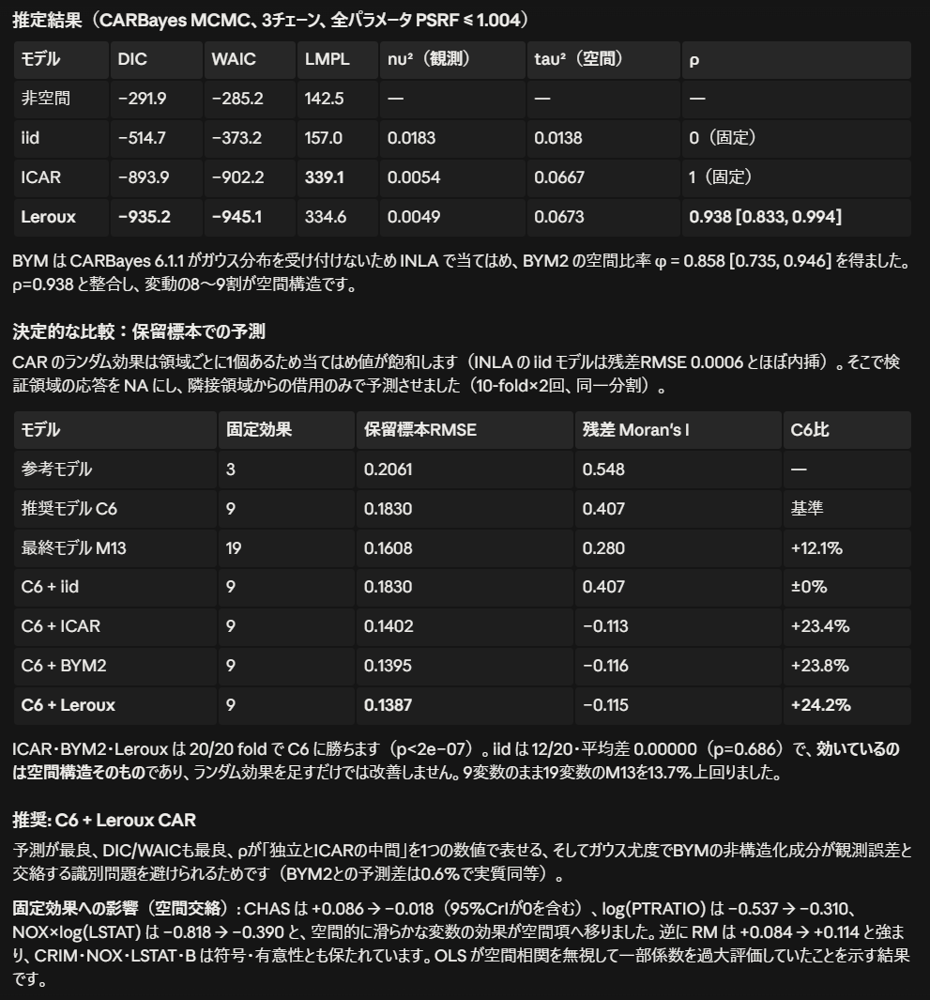 推定結果（CARBayes MCMC、3チェーン、全パラメータ PSRF ≤ 1.004）
モデル DIC WAIC LMPL nu²（観測） tau²（空間） ρ
非空間 −291.9 −285.2 142.5 — — —
iid −514.7 −373.2 157.0 0.0183 0.0138 0（固定）
ICAR −893.9 −902.2 339.1 0.0054 0.0667 1（固定）
Leroux −935.2 −945.1 334.6 0.0049 0.0673 0.938 [0.833, 0.994]
BYM は CARBayes 6.1.1 がガウス分布を受け付けないため INLA で当てはめ、BYM2 の空間比率 φ = 0.858 [0.735, 0.946] を得ました。
ρ=0.938 と整合し、変動の8〜9割が空間構造です。
決定的な比較：保留標本での予測
CAR のランダム効果は領域ごとに1個あるため当てはめ値が飽和します（INLA の iid モデルは残差RMSE 0.0006 とほぼ内挿）。そこで検
証領域の応答を NA にし、隣接領域からの借用のみで予測させました（10-fold×2回、同一分割）。
モデル 固定効果 保留標本RMSE 残差 Moran's I C6比
参考モデル 3 0.2061 0.548 —
推奨モデル C6 9 0.1830 0.407 基準
最終モデル M13 19 0.1608 0.280 +12.1%
C6 + iid 9 0.1830 0.407 ±0%
C6 + ICAR 9 0.1402 −0.113 +23.4%
C6 + BYM2 9 0.1395 −0.116 +23.8%
C6 + Leroux 9 0.1387 −0.115 +24.2%
ICAR・BYM2・Leroux は 20/20 fold で C6 に勝ちます（p<2e−07）。iid は 12/20・平均差 0.00000（p=0.686）で、効いているの
は空間構造そのものであり、ランダム効果を足すだけでは改善しません。9変数のまま19変数のM13を13.7%上回りました。
推奨: C6 + Leroux CAR
予測が最良、DIC/WAICも最良、ρが「独立とICARの中間」を1つの数値で表せる、そしてガウス尤度でBYMの非構造化成分が観測誤差と
交絡する識別問題を避けられるためです（BYM2との予測差は0.6%で実質同等）。
固定効果への影響（空間交絡）: CHAS は +0.086 → −0.018（95%CrIが0を含む）、log(PTRATIO) は −0.537 → −0.310、
NOX×log(LSTAT) は −0.818 → −0.390 と、空間的に滑らかな変数の効果が空間項へ移りました。逆に RM は +0.084 → +0.114 と強ま
り、CRIM・NOX・LSTAT・B は符号・有意性とも保たれています。OLS が空間相関を無視して一部係数を過大評価していたことを示す結果
です。